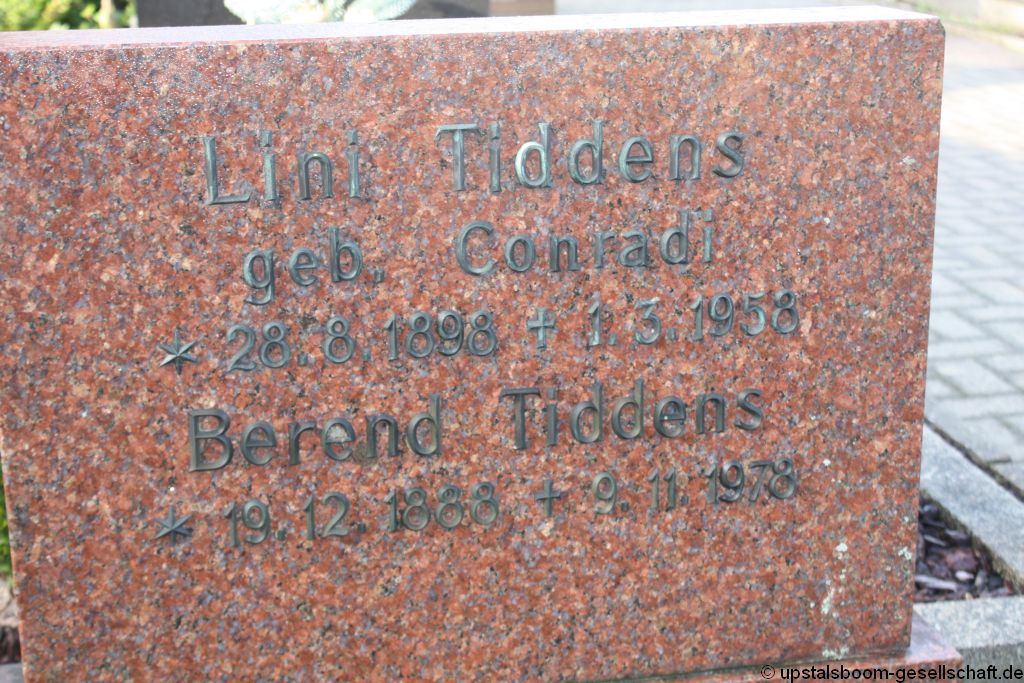 Lini Tiddens
geb. Conradi
* 28.8.1898 † 1.3.1958
Berend Tiddens
* 19.12.1888 † 9.11.1978
© upstalsboom-gesellschaft.de